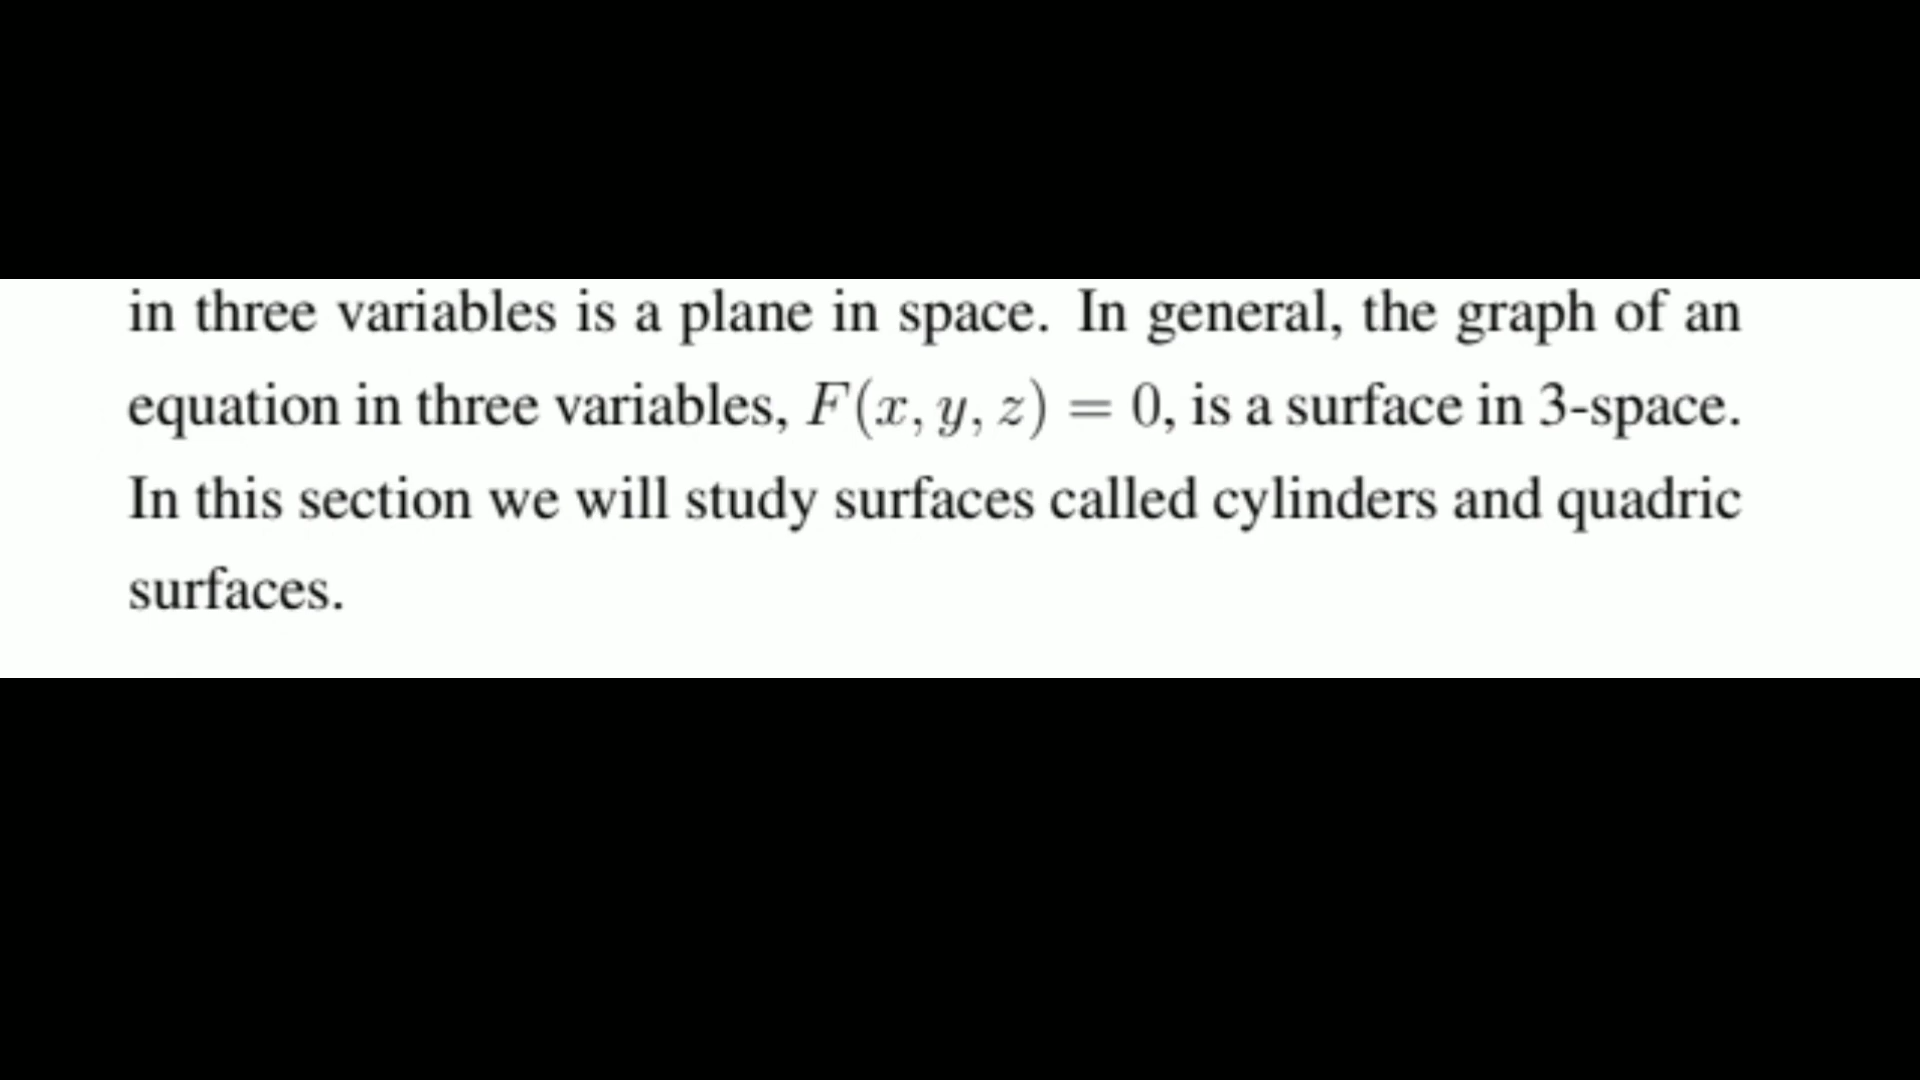 in three variables is a plane in space. In general, the graph of an
equation in three variables, F(x, y, z) = 0, is a surface in 3-space.
In this section we will study surfaces called cylinders and quadric
surfaces.